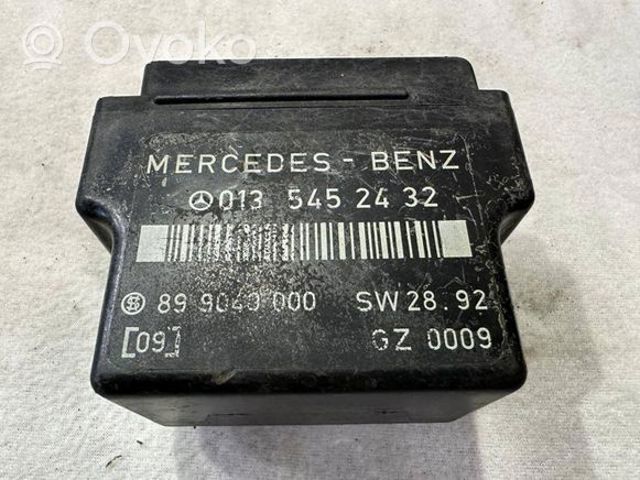 Ovoko
MERCEDES - BENZ
013 545 24 32
89 9040 000 SW 28.92
[09] GZ 0009